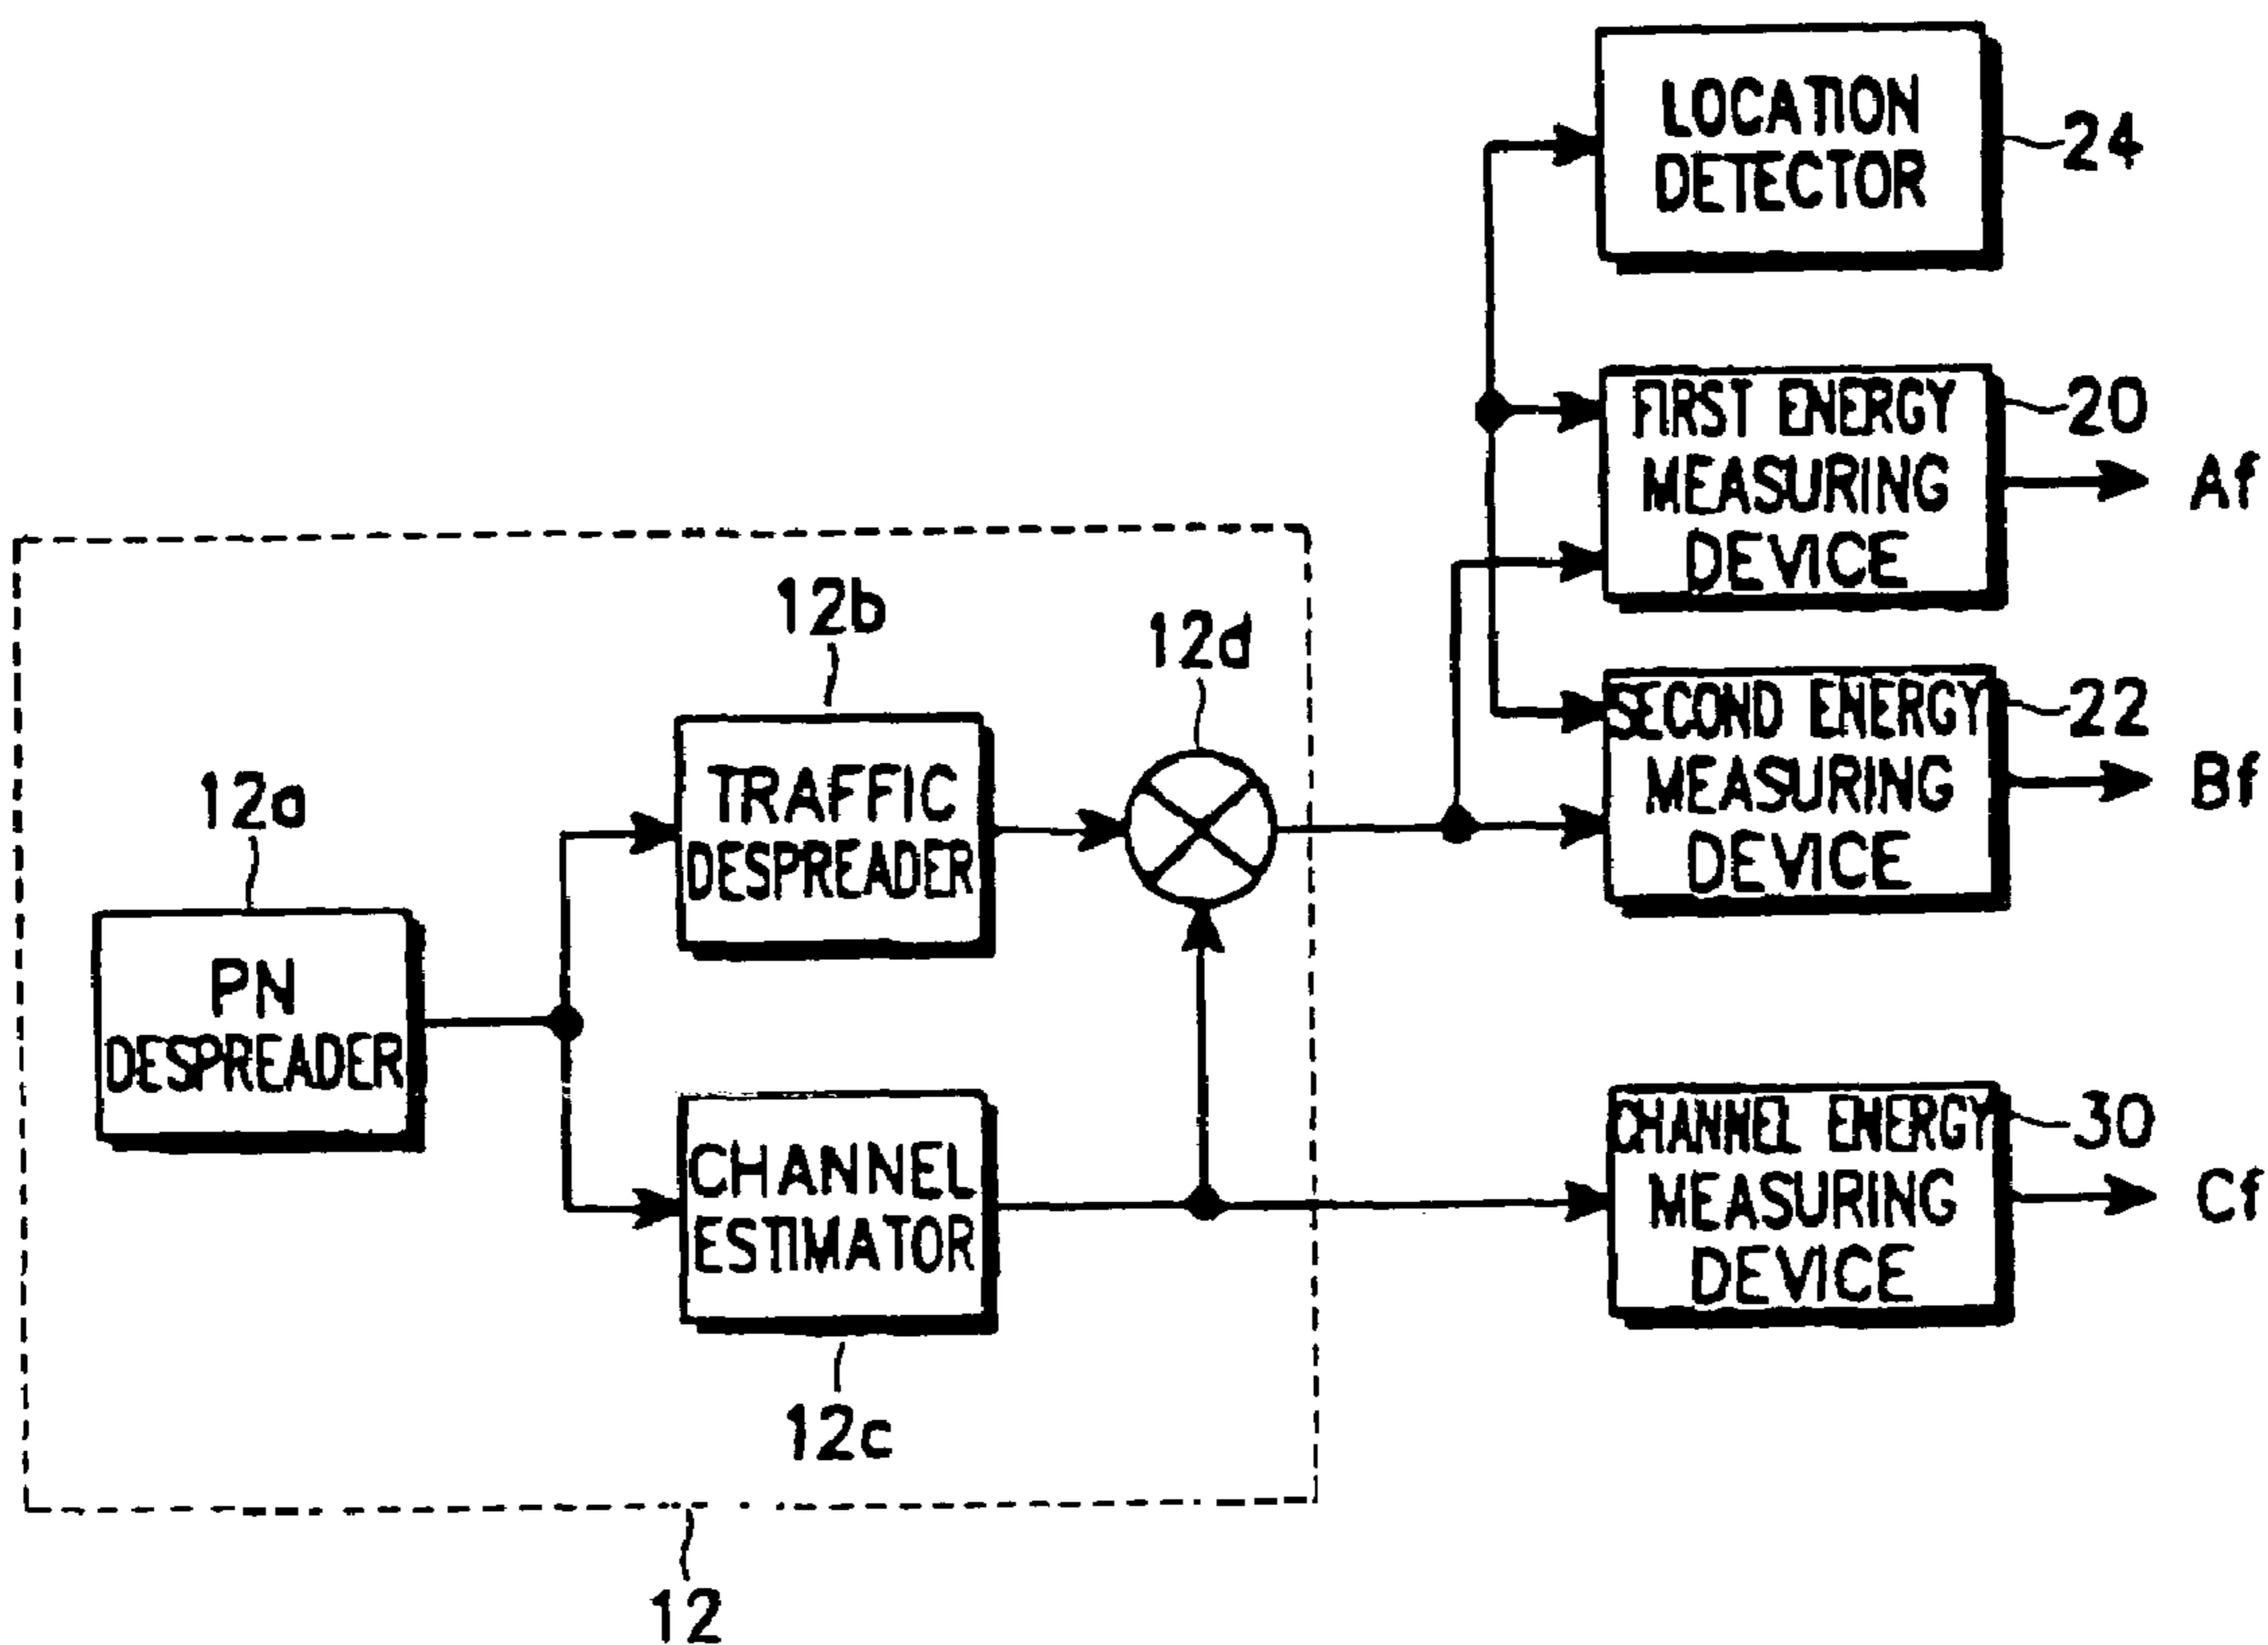 LOCATION
DETECTOR
24
FIRST ENERGY
MEASURING
DEVICE
20
Af
12b
12d
SECOND ENERGY
MEASURING
DEVICE
22
Bf
12a
TRAFFIC
DESPREADER
PN
DESPREADER
CHANNEL
ESTIMATOR
CHANNEL ENERGY
MEASURING
DEVICE
30
Cf
12c
12